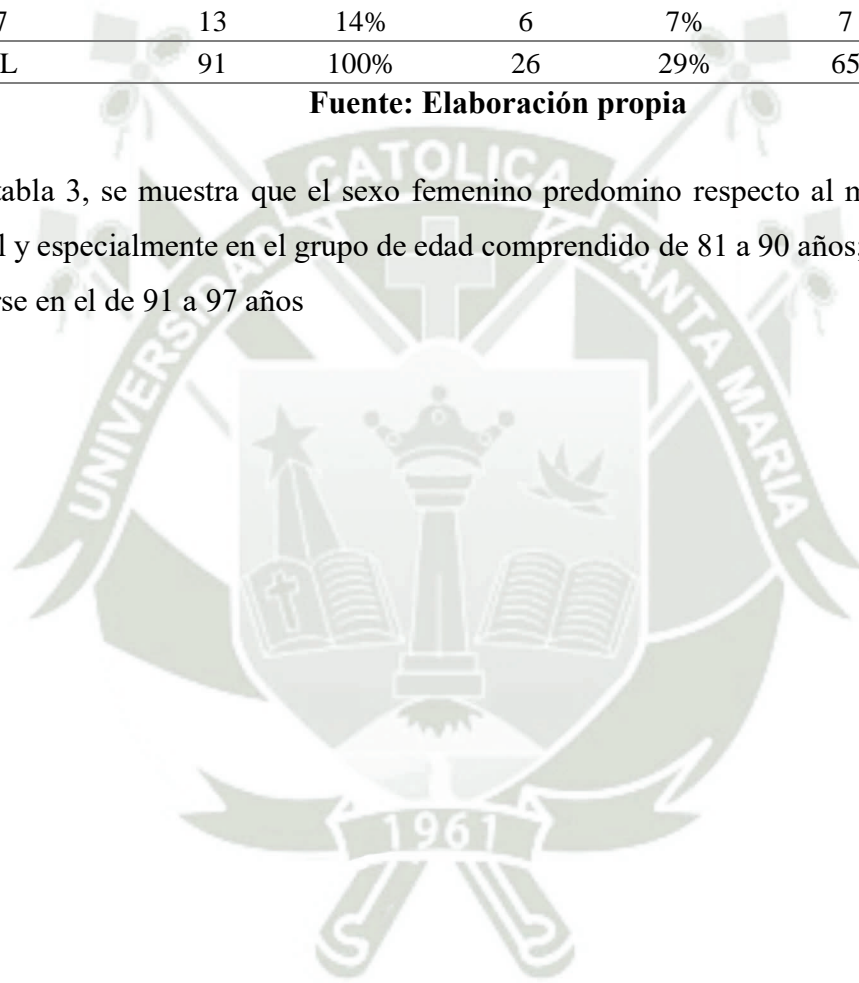 7 13 14% 6 7% 7
L 91 100% 26 29% 65
Fuente: Elaboración propia
tabla 3, se muestra que el sexo femenino predomino respecto al m
l y especialmente en el grupo de edad comprendido de 81 a 90 años;
rse en el de 91 a 97 años
UNIVERSIDAD CATOLICA SANTA MARIA
1961